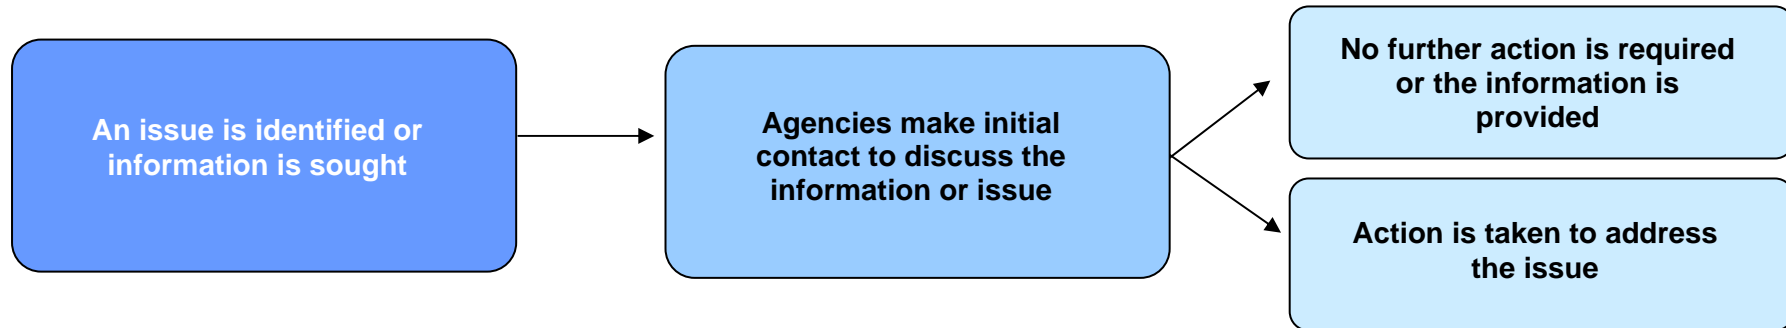 An issue is identified or
information is sought
Agencies make initial
contact to discuss the
information or issue
No further action is required
or the information is
provided
Action is taken to address
the issue